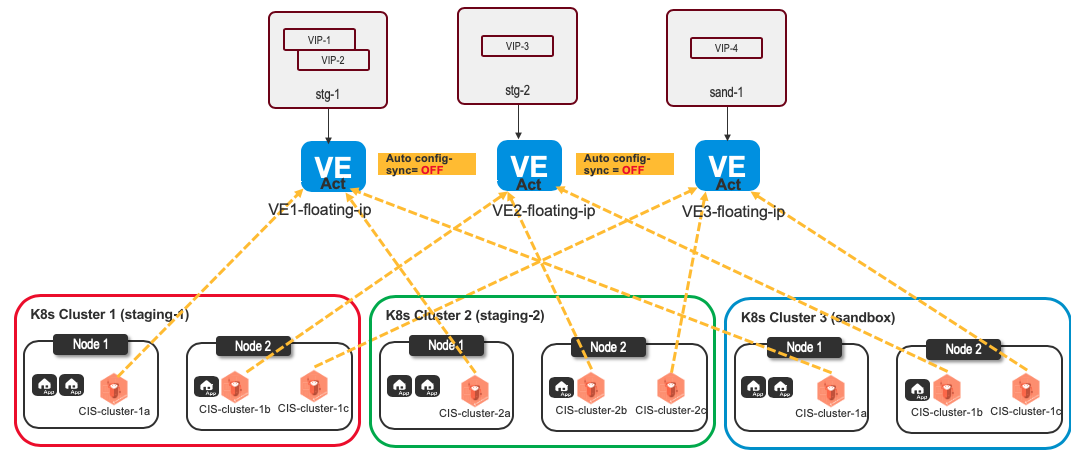 VIP-1
VIP-2
stg-1
VIP-3
stg-2
VIP-4
sand-1
VE
Act
Auto config-
sync= OFF
VE
Act
Auto config-
sync = OFF
VE
Act
VE1-floating-ip
VE2-floating-ip
VE3-floating-ip
K8s Cluster 1 (staging-1)
Node 1
App
App
CIS-cluster-1a
Node 2
App
CIS-cluster-1b
CIS-cluster-1c
K8s Cluster 2 (staging-2)
Node 1
App
App
CIS-cluster-2a
Node 2
App
CIS-cluster-2b
CIS-cluster-2c
K8s Cluster 3 (sandbox)
Node 1
App
App
CIS-cluster-1a
Node 2
App
CIS-cluster-1b
CIS-cluster-1c